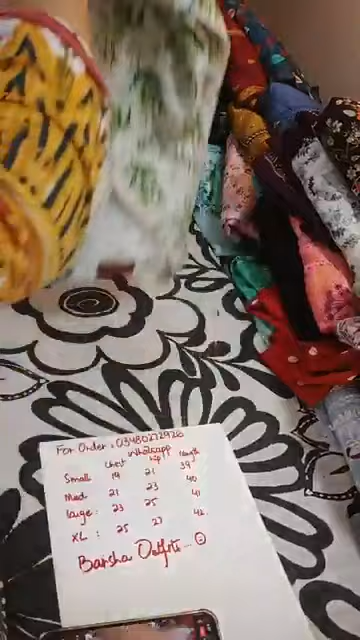 For Order : 03480272926
whatsapp
Chest hip Length
Small 19 21 39
Med: 21 23 40
large: 23 25 41
XL : 25 27 42
Barsha Outfits...